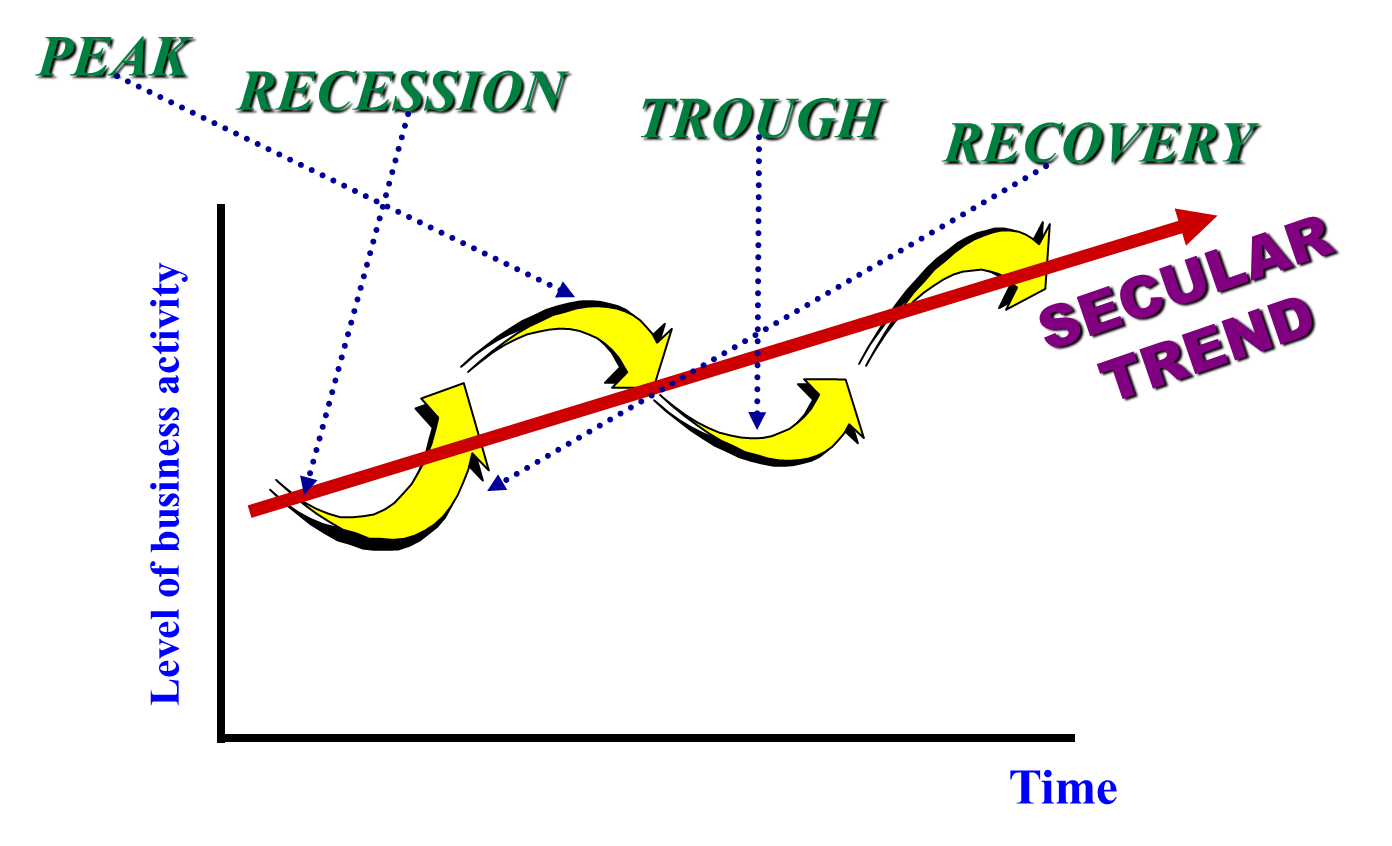 PEAK
RECESSION
TROUGH
RECOVERY
SECULAR
TREND
Level of business activity
Time